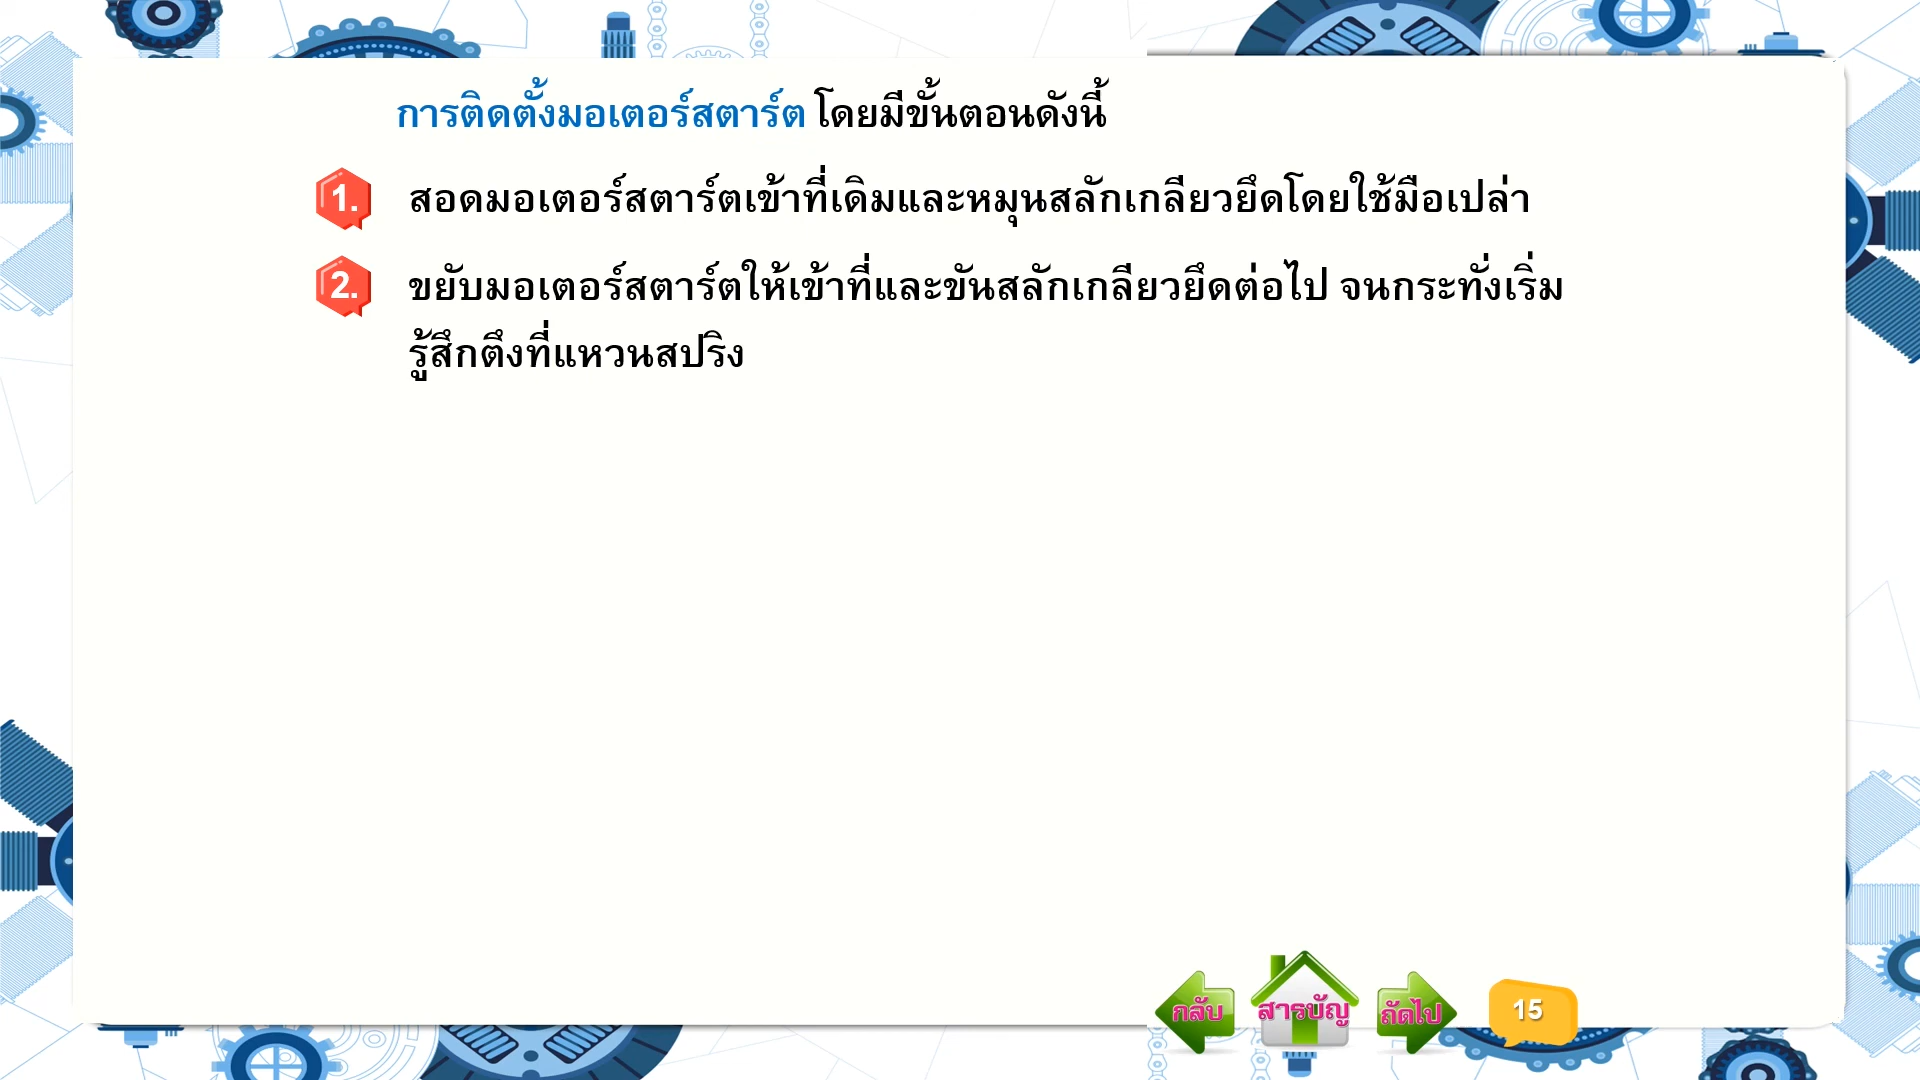 การติดตั้งมอเตอร์สตาร์ต โดยมีขั้นตอนดังนี้
1. สอดมอเตอร์สตาร์ตเข้าที่เดิมและหมุนสลักเกลียวยึดโดยใช้มือเปล่า
2. ขยับมอเตอร์สตาร์ตให้เข้าที่และขันสลักเกลียวยึดต่อไป จนกระทั่งเริ่ม
รู้สึกตึงที่แหวนสปริง
กลับ สารบัญ ถัดไป 15